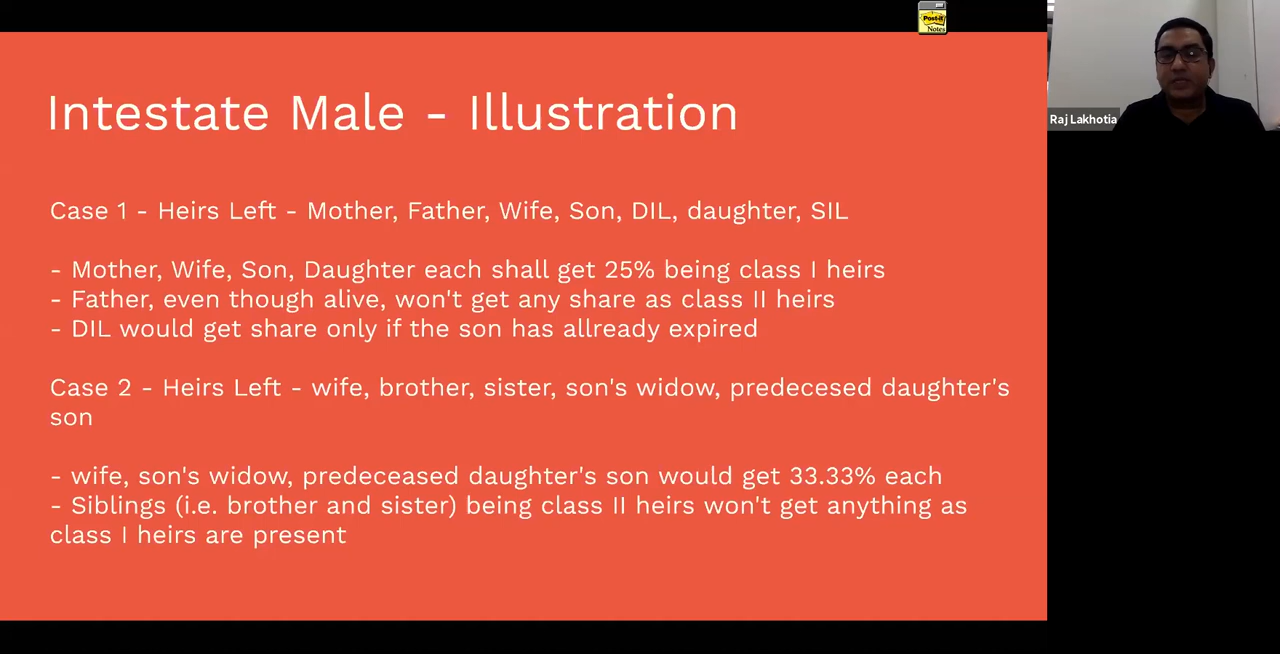 Post-it
Notes
Raj Lakhotia
Intestate Male - Illustration
Case 1 - Heirs Left - Mother, Father, Wife, Son, DIL, daughter, SIL
- Mother, Wife, Son, Daughter each shall get 25% being class I heirs
- Father, even though alive, won't get any share as class II heirs
- DIL would get share only if the son has allready expired
Case 2 - Heirs Left - wife, brother, sister, son's widow, predecesed daughter's
son
- wife, son's widow, predeceased daughter's son would get 33.33% each
- Siblings (i.e. brother and sister) being class II heirs won't get anything as
class I heirs are present